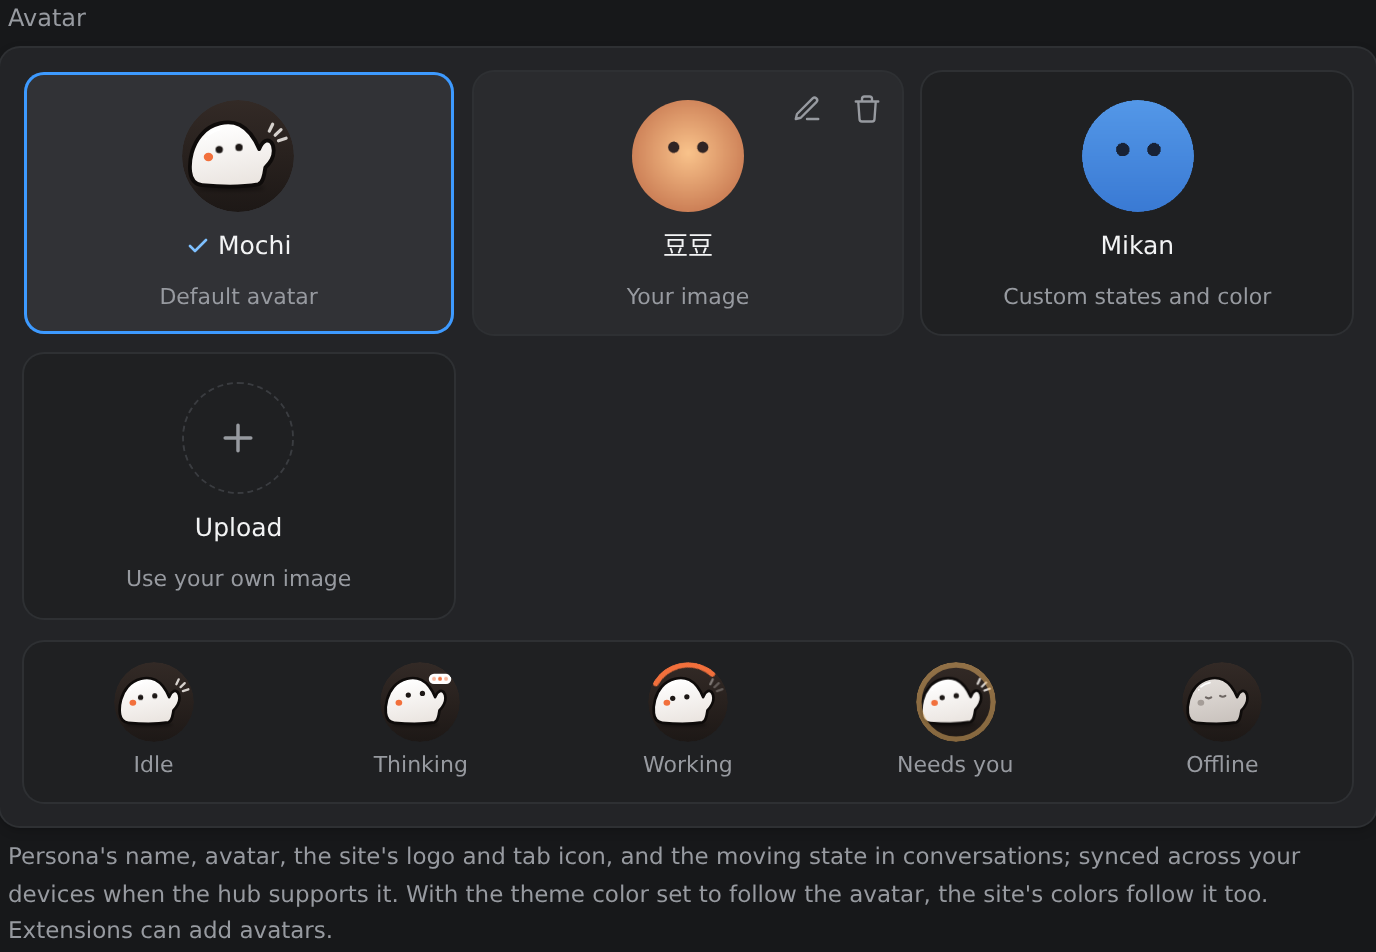 Avatar
Mochi
Default avatar
豆豆
Your image
Mikan
Custom states and color
Upload
Use your own image
Idle
Thinking
Working
Needs you
Offline
Persona's name, avatar, the site's logo and tab icon, and the moving state in conversations; synced across your
devices when the hub supports it. With the theme color set to follow the avatar, the site's colors follow it too.
Extensions can add avatars.